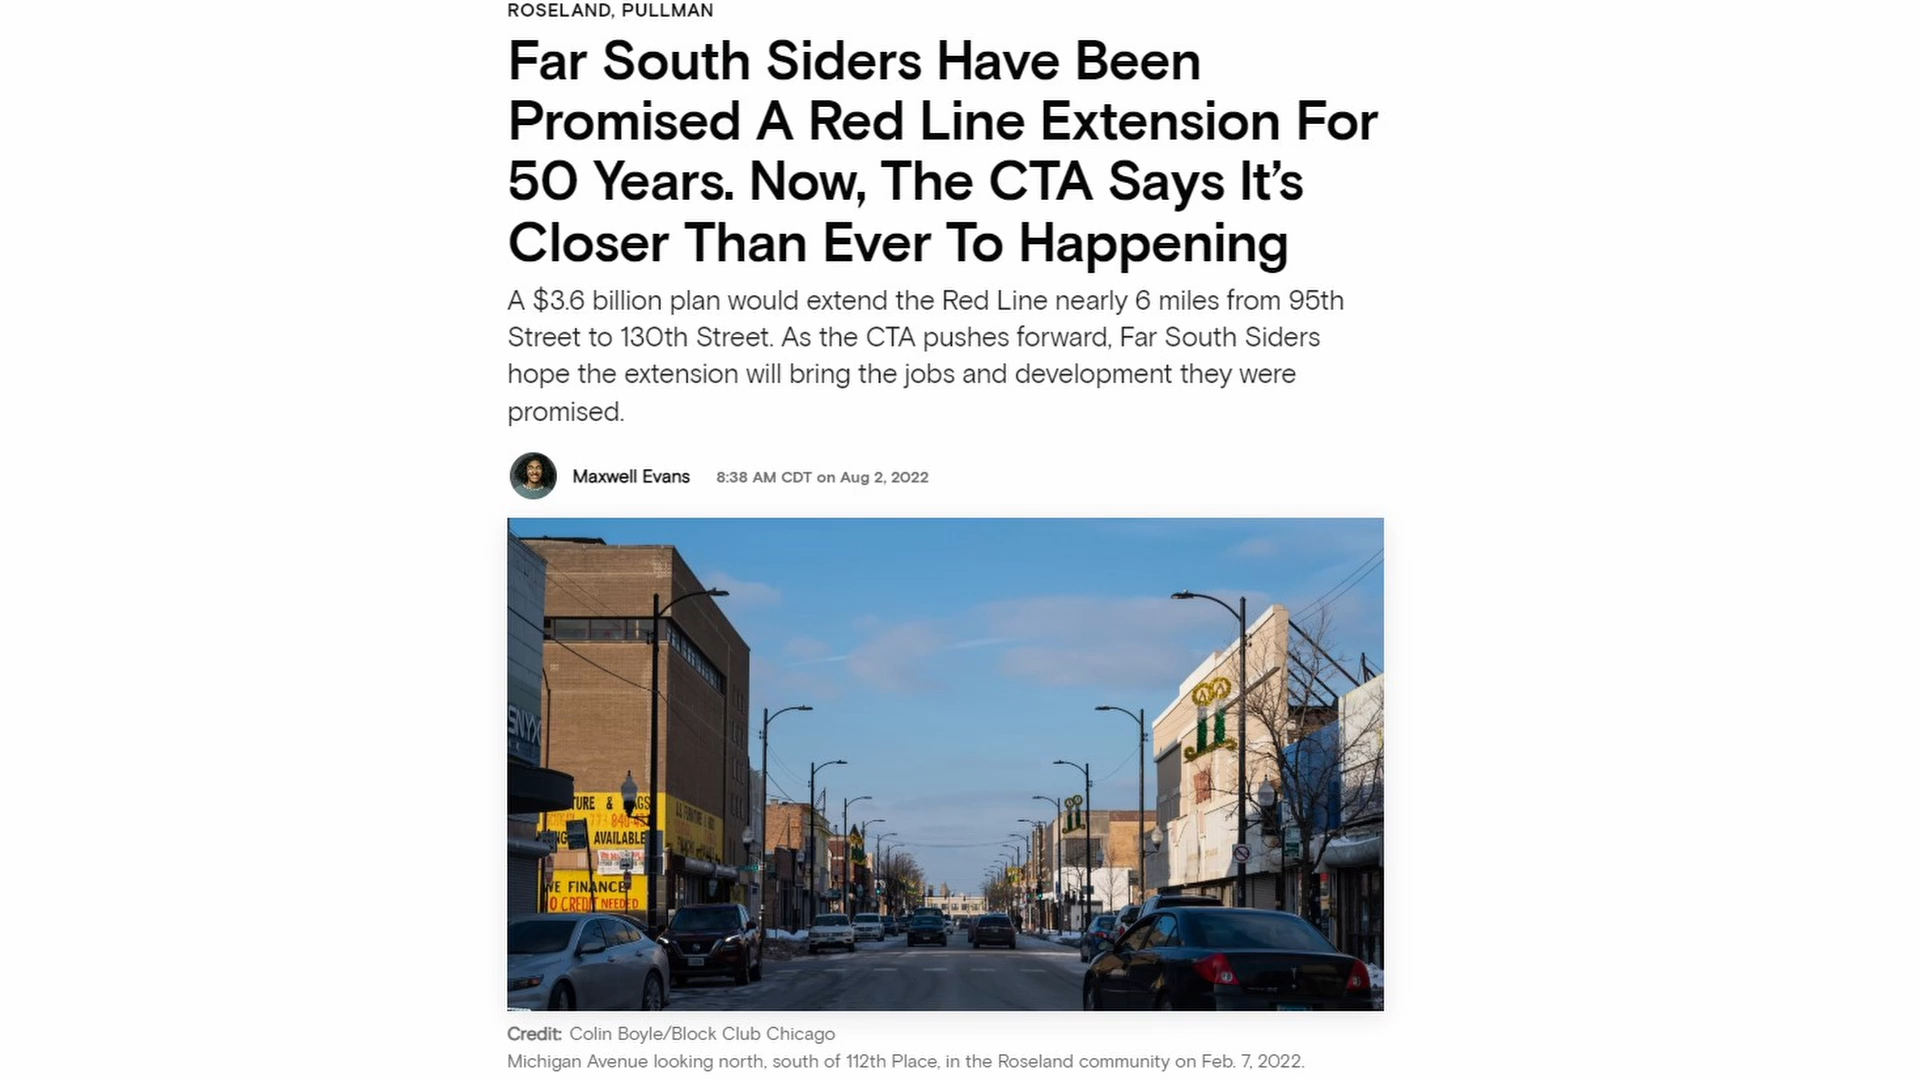 ROSELAND, PULLMAN
Far South Siders Have Been
Promised A Red Line Extension For
50 Years. Now, The CTA Says It’s
Closer Than Ever To Happening
A $3.6 billion plan would extend the Red Line nearly 6 miles from 95th
Street to 130th Street. As the CTA pushes forward, Far South Siders
hope the extension will bring the jobs and development they were
promised.
Maxwell Evans 8:38 AM CDT on Aug 2, 2022
AVAILABLE
WE FINANCE
CREDIT NEEDED
Credit: Colin Boyle/Block Club Chicago
Michigan Avenue looking north, south of 112th Place, in the Roseland community on Feb. 7, 2022.